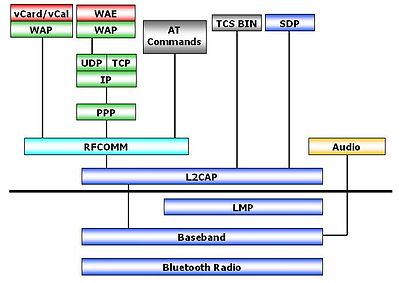 vCard/vCal
WAE
WAP
WAP
AT
Commands
TCS BIN
SDP
UDP
TCP
IP
PPP
RFCOMM
Audio
L2CAP
LMP
Baseband
Bluetooth Radio